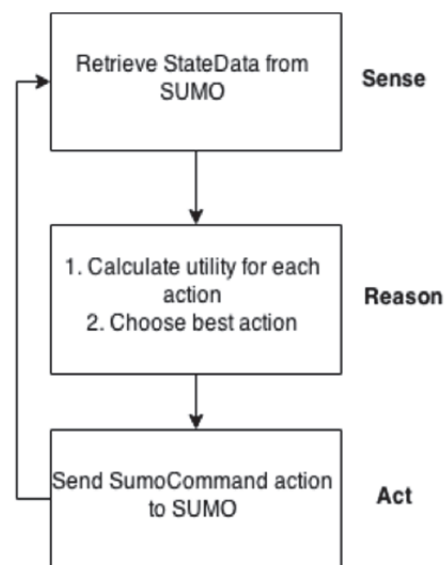 Retrieve StateData from
SUMO
Sense
1. Calculate utility for each
action
2. Choose best action
Reason
Send SumoCommand action
to SUMO
Act